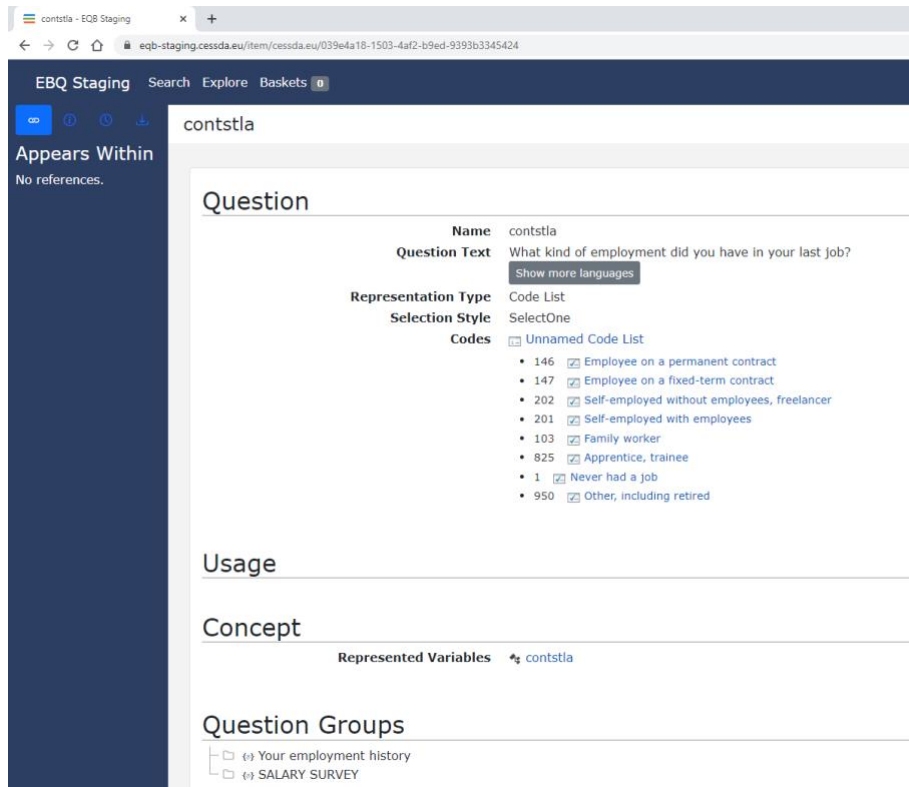 contstla - EQB Staging
eqb-staging.cessda.eu/item/cessda.eu/039e4a18-1503-4af2-b9ed-9393b3345424
EBQ Staging Search Explore Baskets 0
contstla
Appears Within
No references.
Question
Name contstla
Question Text What kind of employment did you have in your last job?
Show more languages
Representation Type Code List
Selection Style SelectOne
Codes Unnamed Code List
• 146 Employee on a permanent contract
• 147 Employee on a fixed-term contract
• 202 Self-employed without employees, freelancer
• 201 Self-employed with employees
• 103 Family worker
• 825 Apprentice, trainee
• 1 Never had a job
• 950 Other, including retired
Usage
Concept
Represented Variables contstla
Question Groups
Your employment history
SALARY SURVEY